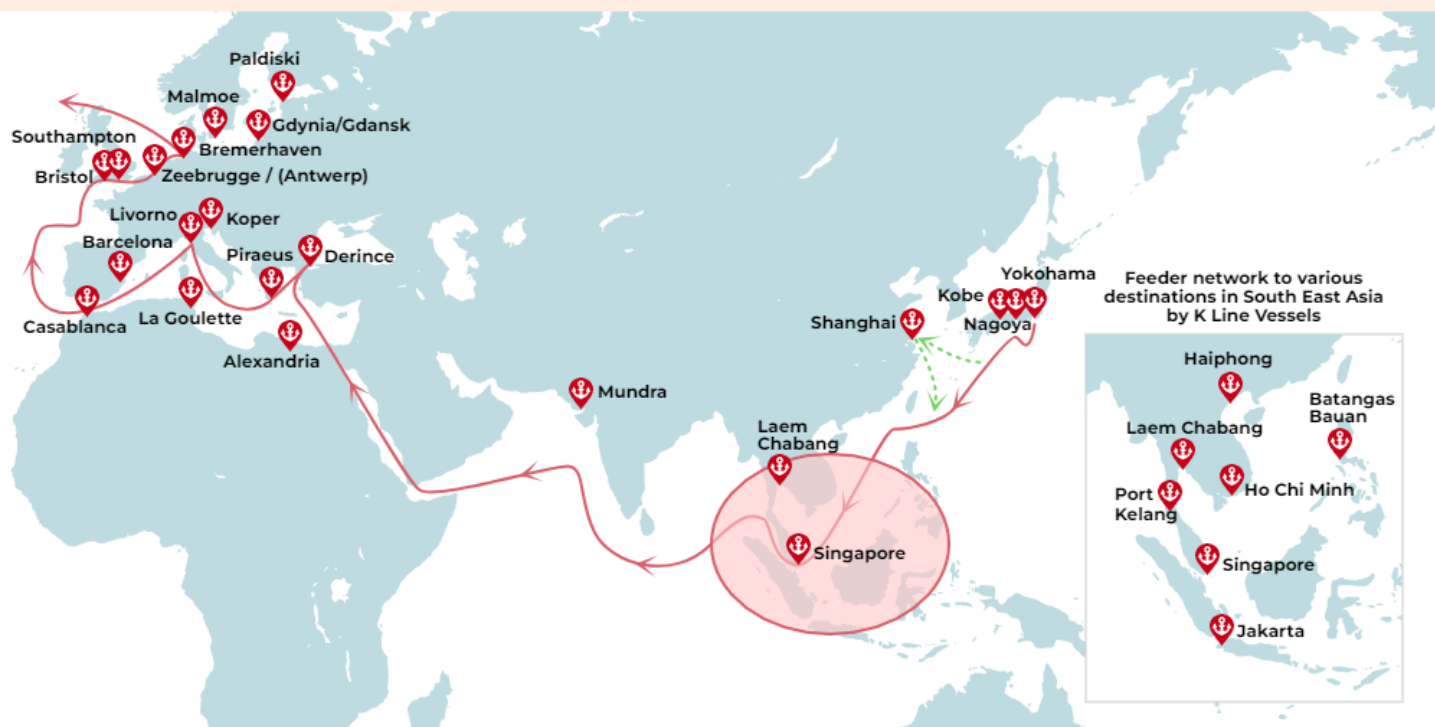 Paldiski
Malmoe
Gdynia/Gdansk
Southampton
Bremerhaven
Bristol
Zeebrugge / (Antwerp)
Livorno
Koper
Barcelona
Piraeus
Derince
Casablanca
La Goulette
Alexandria
Mundra
Shanghai
Yokohama
Kobe
Nagoya
Laem
Chabang
Singapore
Feeder network to various
destinations in South East Asia
by K Line Vessels
Haiphong
Batangas
Bauan
Laem Chabang
Ho Chi Minh
Port
Kelang
Singapore
Jakarta